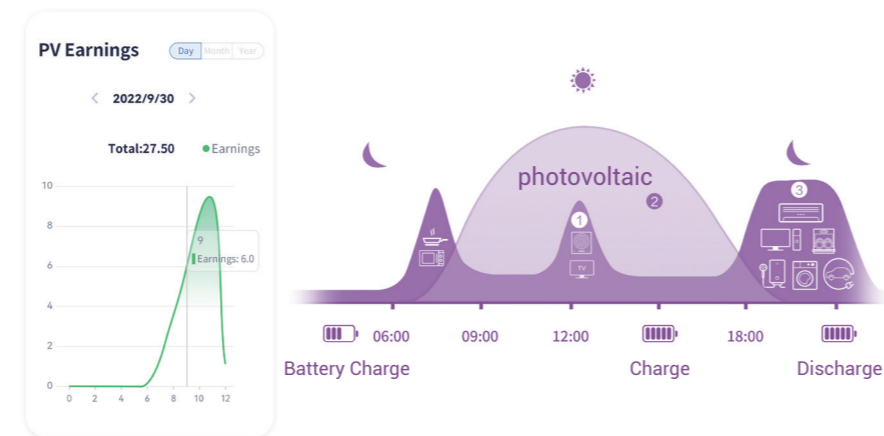 PV Earnings
Day Month Year
< 2022/9/30 >
Total:27.50 Earnings
10
8
6
4
2
0
0 2 4 6 8 10 12
9
Earnings: 6.0
photovoltaic
1
2
3
TV
06:00 09:00 12:00 18:00
Battery Charge Charge Discharge